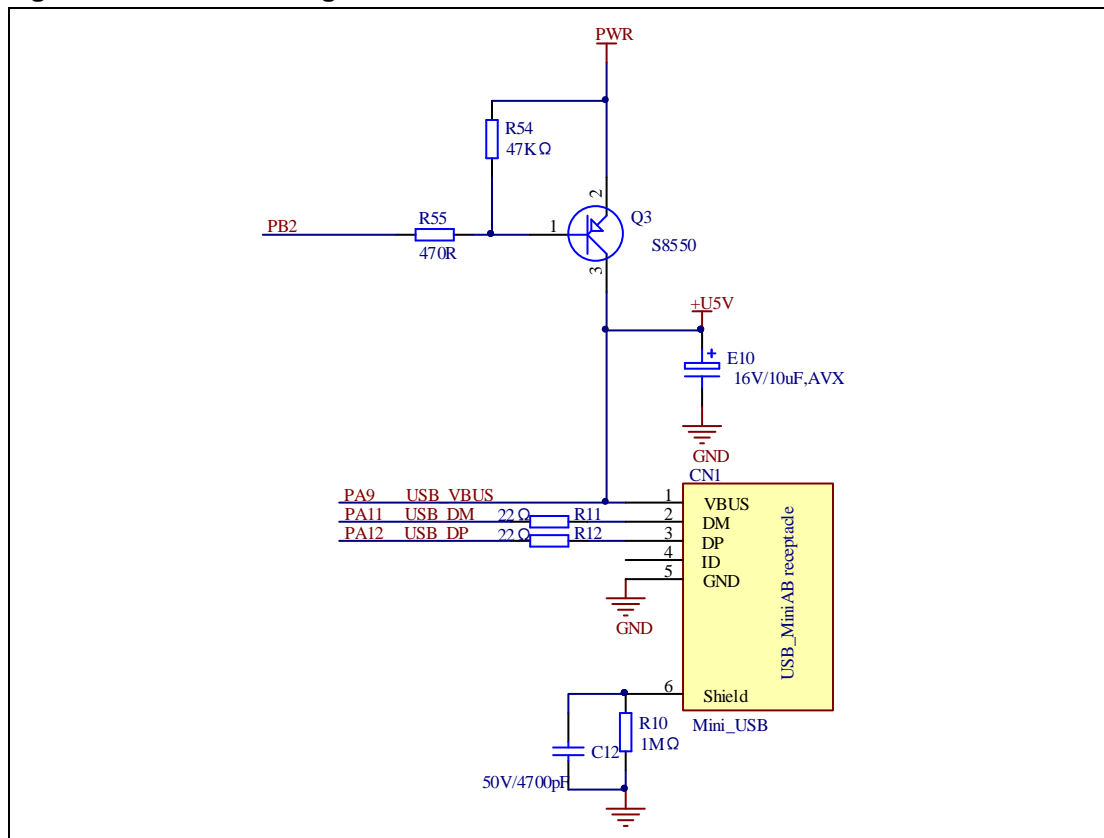 PWR
R54
47KΩ
2
PB2
R55
470R
1
Q3
S8550
3
+U5V
+
E10
16V/10uF,AVX
GND
CN1
PA9 USB_VBUS
1
VBUS
PA11 USB_DM
22Ω
R11
2
DM
PA12 USB_DP
22Ω
R12
3
DP
4
ID
5
GND
GND
USB_MiniAB receptacle
6
Shield
R10
1MΩ
Mini_USB
C12
50V/4700pF